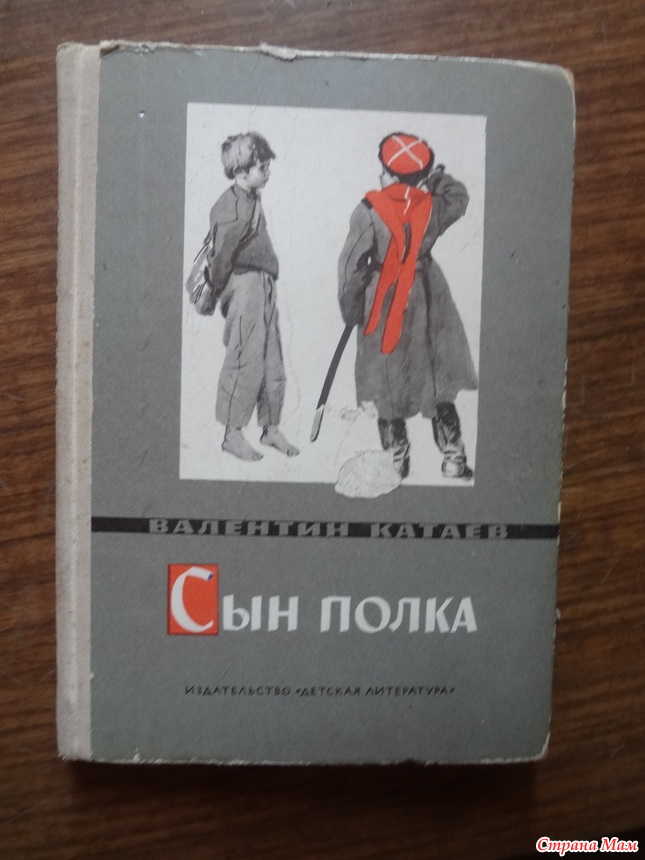 ВАЛЕНТИН КАТАЕВ
СЫН ПОЛКА
ИЗДАТЕЛЬСТВО «ДЕТСКАЯ ЛИТЕРАТУРА»
Страна Мам